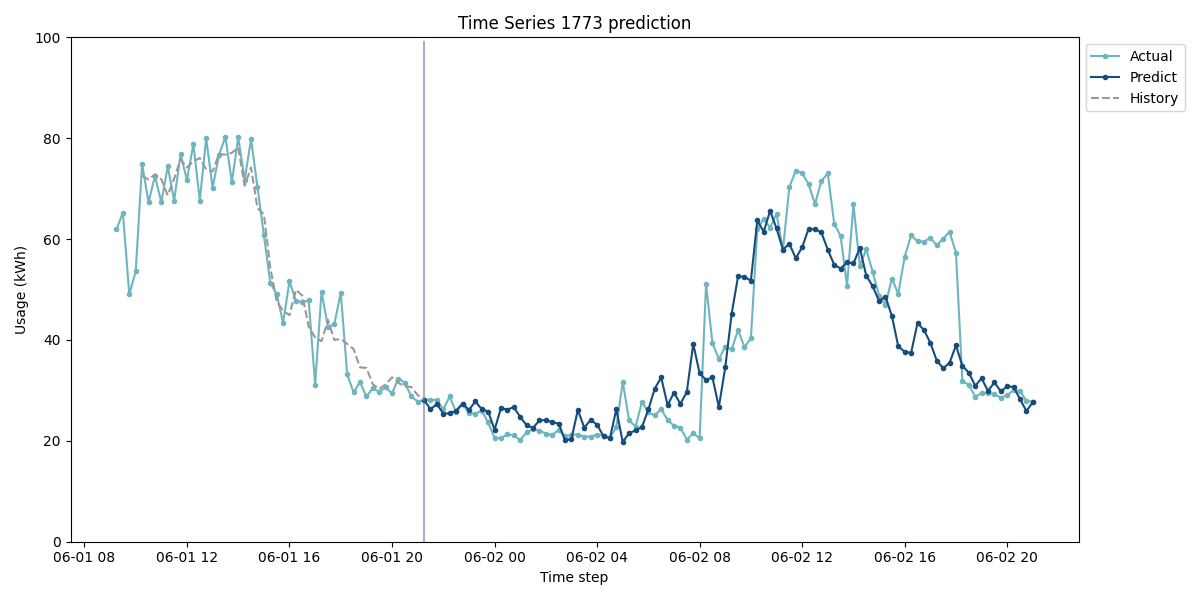 Time Series 1773 prediction
100
80
60
40
20
0
Usage (kWh)
06-01 08
06-01 12
06-01 16
06-01 20
06-02 00
06-02 04
06-02 08
06-02 12
06-02 16
06-02 20
Time step
Actual
Predict
History